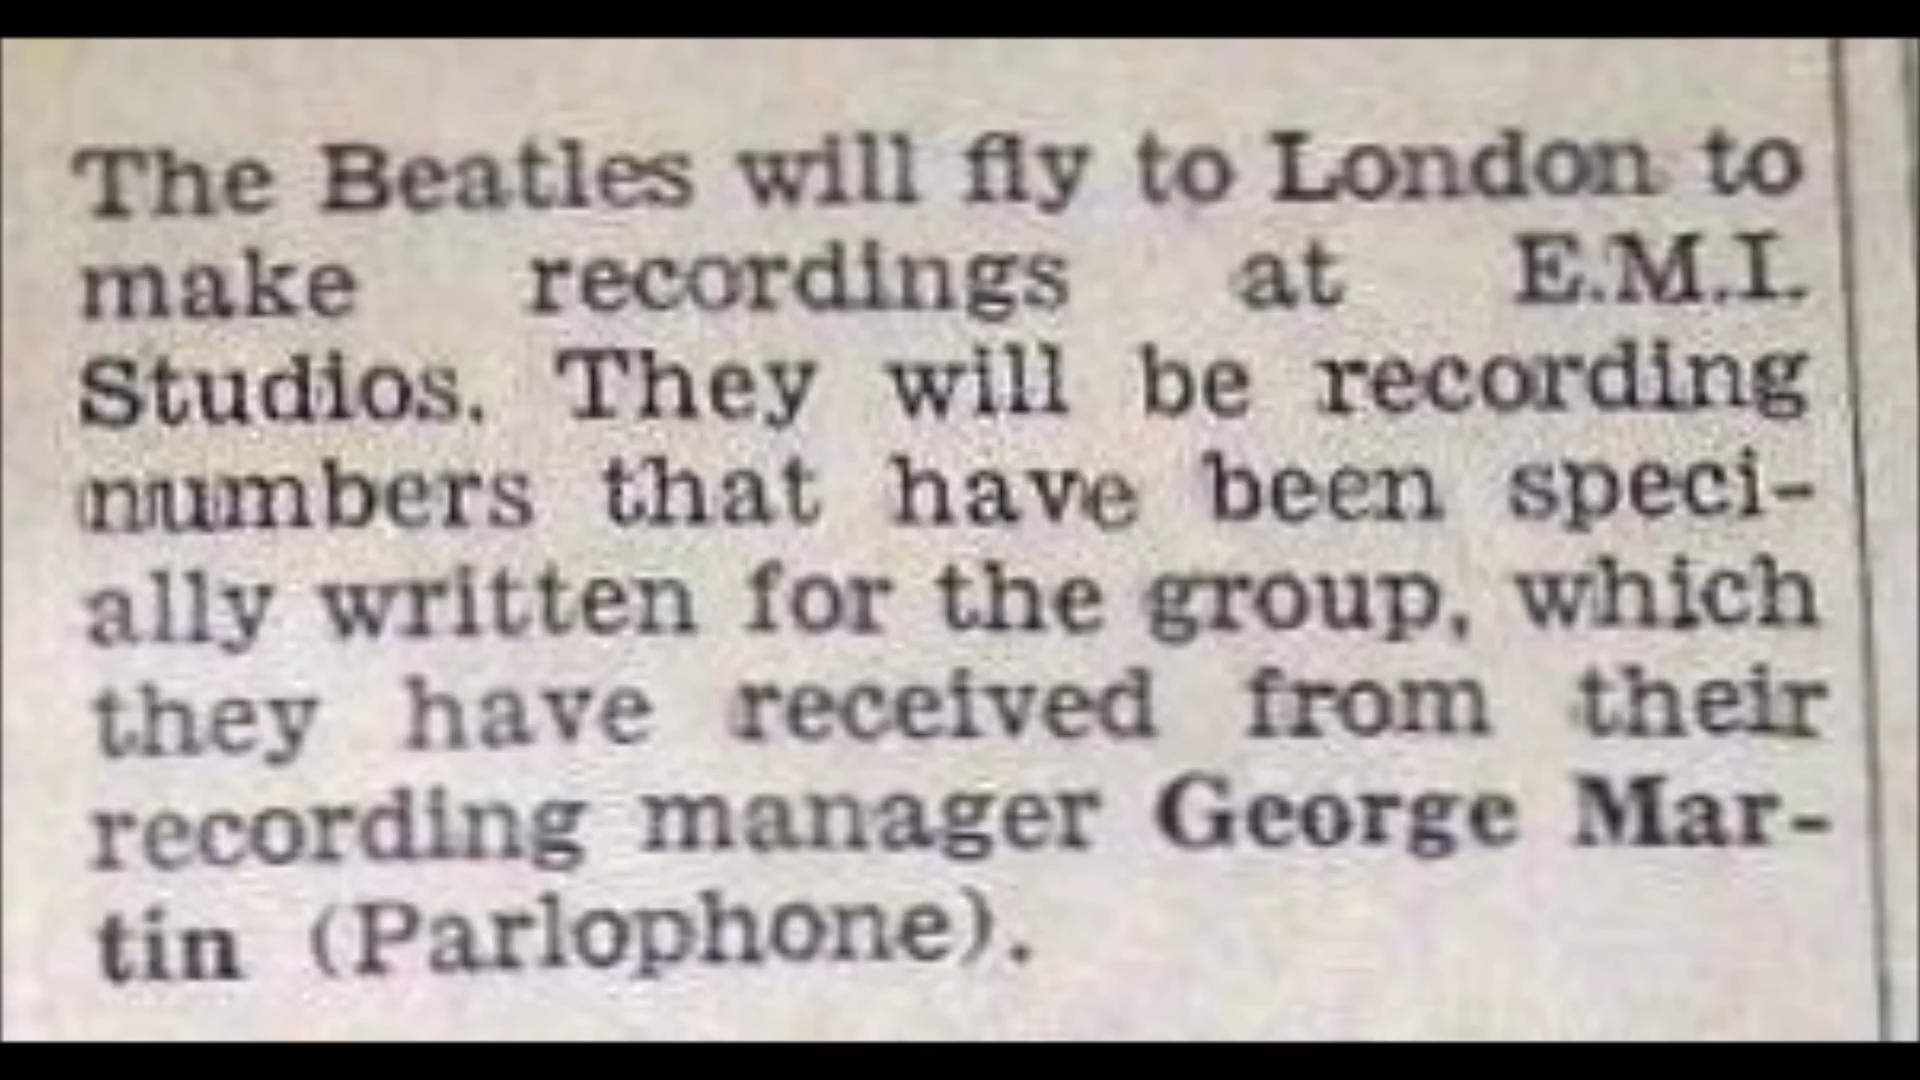 The Beatles will fly to London to
make recordings at E.M.I.
Studios. They will be recording
numbers that have been speci-
ally written for the group, which
they have received from their
recording manager George Mar-
tin (Parlophone).